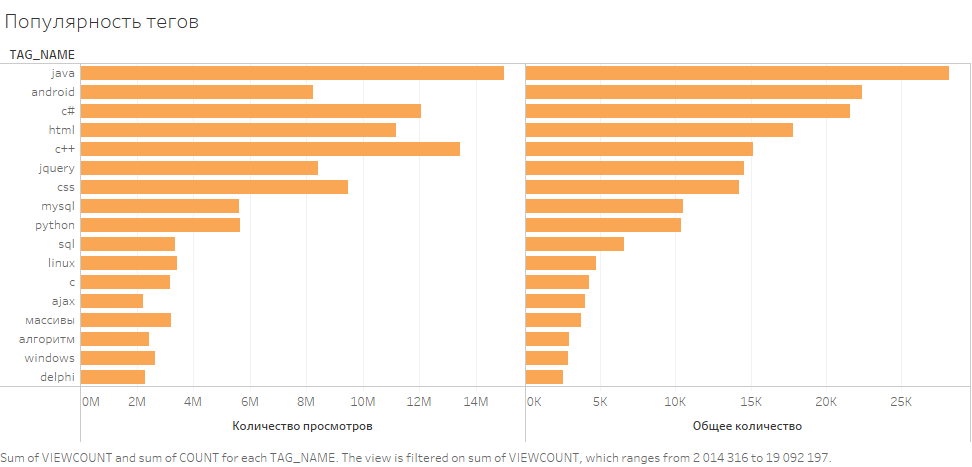 Популярность тегов
TAG_NAME
java
android
c#
html
c++
jquery
css
mysql
python
sql
linux
c
ajax
массивы
алгоритм
windows
delphi
0M 2M 4M 6M 8M 10M 12M 14M 0K 5K 10K 15K 20K 25K
Количество просмотров Общее количество
Sum of VIEWCOUNT and sum of COUNT for each TAG_NAME. The view is filtered on sum of VIEWCOUNT, which ranges from 2 014 316 to 19 092 197.